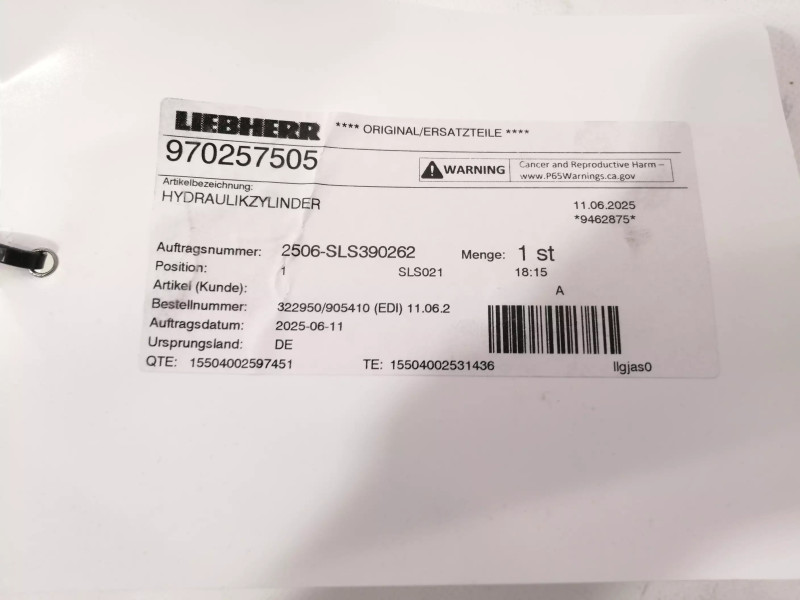 LIEBHERR **** ORIGINAL/ERSATZTEILE ****
970257505
WARNING Cancer and Reproductive Harm –
www.P65Warnings.ca.gov
Artikelbezeichnung:
HYDRAULIKZYLINDER
11.06.2025
*9462875*
Auftragsnummer: 2506-SLS390262 Menge: 1 st
Position: 1 SLS021 18:15
Artikel (Kunde): A
Bestellnummer: 322950/905410 (EDI) 11.06.2
Auftragsdatum: 2025-06-11
Ursprungsland: DE
QTE: 15504002597451 TE: 15504002531436 llgjas0